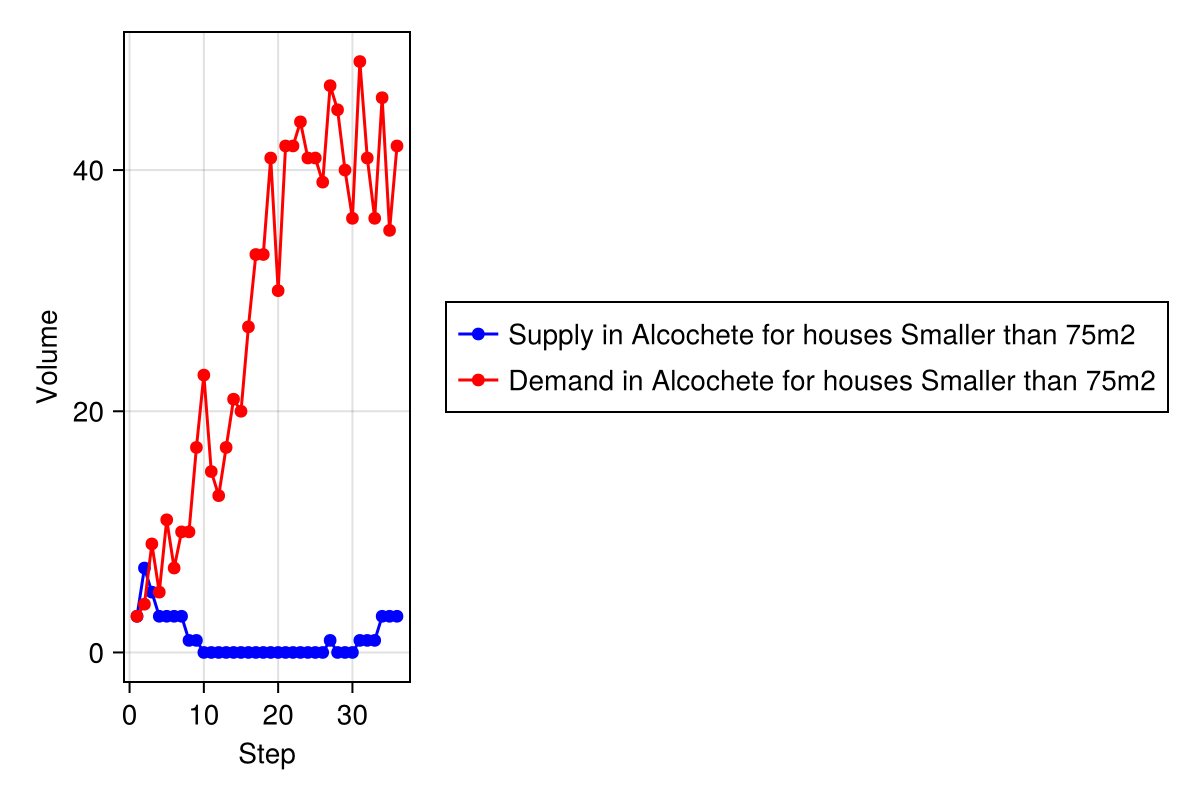 Volume
40
20
0
0 10 20 30
Step
Supply in Alcochete for houses Smaller than 75m2
Demand in Alcochete for houses Smaller than 75m2